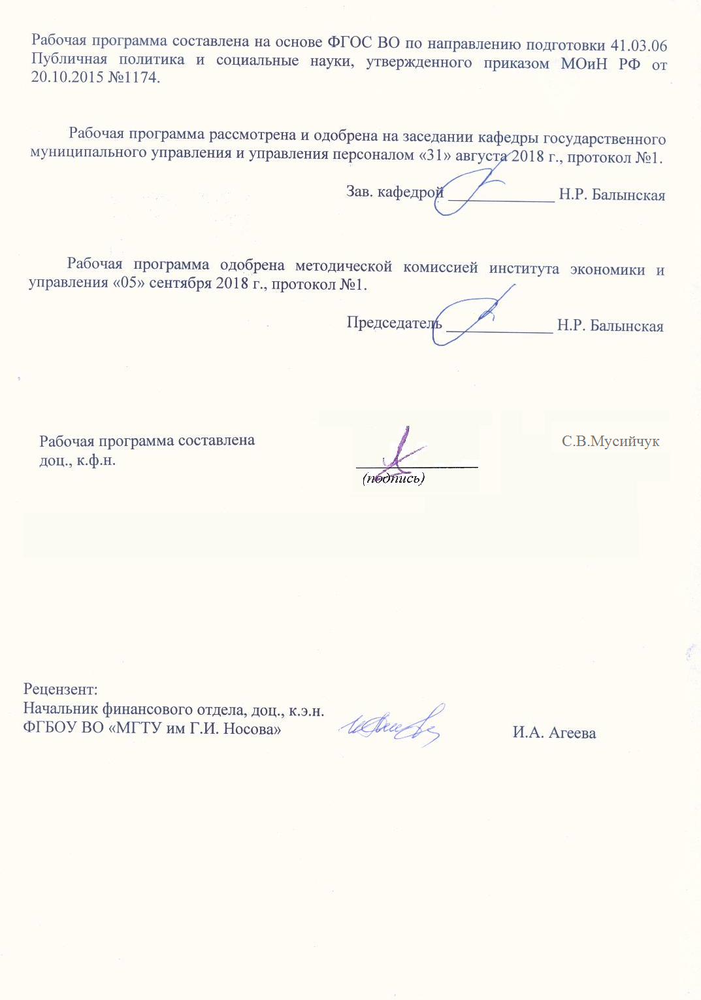 Рабочая программа составлена на основе ФГОС ВО по направлению подготовки 41.03.06
Публичная политика и социальные науки, утвержденного приказом МОиН РФ от
20.10.2015 №1174.
Рабочая программа рассмотрена и одобрена на заседании кафедры государственного
муниципального управления и управления персоналом «31» августа 2018 г., протокол №1.
Зав. кафедрой _____________ Н.Р. Балынская
Рабочая программа одобрена методической комиссией института экономики и
управления «05» сентября 2018 г., протокол №1.
Председатель _____________ Н.Р. Балынская
Рабочая программа составлена С.В.Мусийчук
доц., к.ф.н. _____________
(подпись)
Рецензент:
Начальник финансового отдела, доц., к.э.н.
ФГБОУ ВО «МГТУ им Г.И. Носова» И.А. Агеева